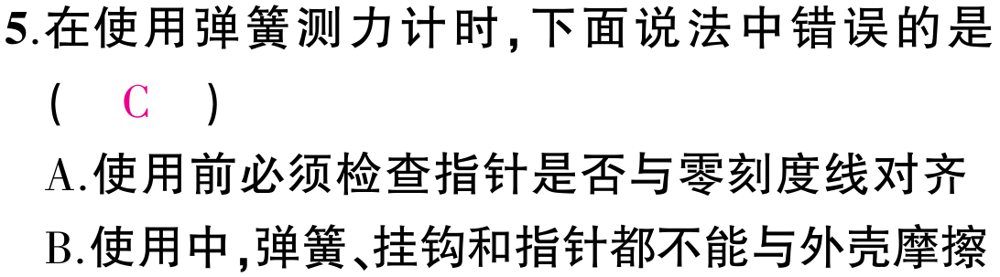 5.在使用弹簧测力计时,下面说法中错误的是
( C )
A.使用前必须检查指针是否与零刻度线对齐
B.使用中,弹簧、挂钩和指针都不能与外壳摩擦